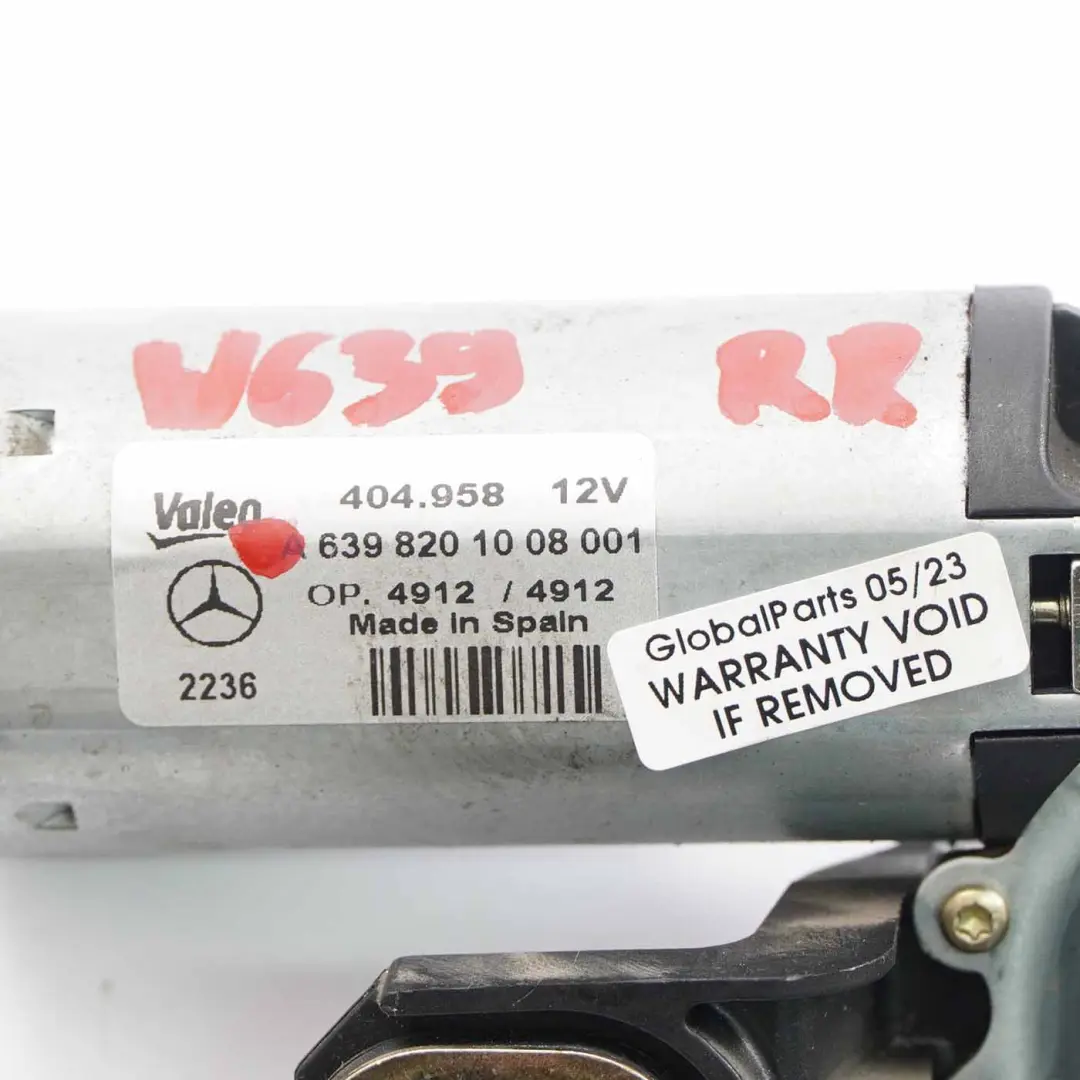 W639 RR
Valeo 404.958 12V
A 639 820 10 08 001
OP. 4912 / 4912
Made in Spain
2236
GlobalParts 05/23
WARRANTY VOID
IF REMOVED